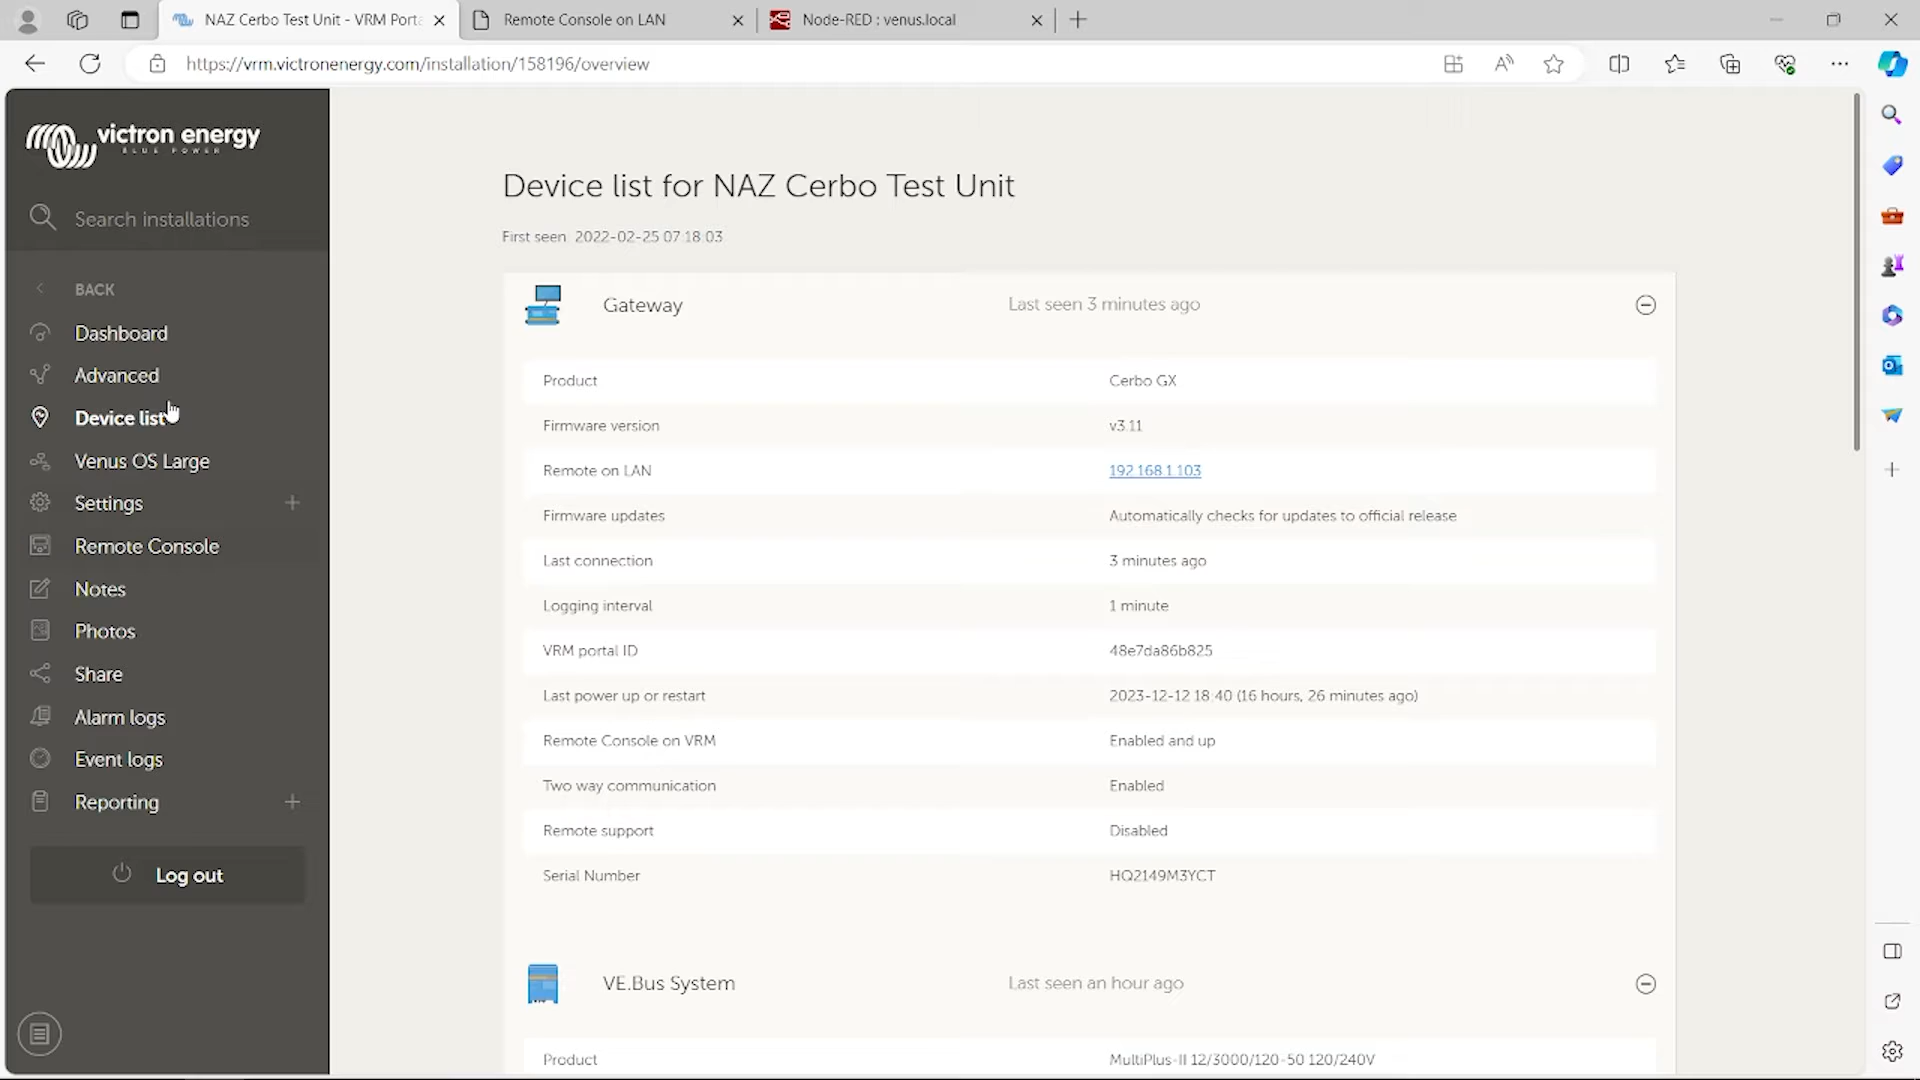 NAZ Cerbo Test Unit - VRM Porta
Remote Console on LAN
Node-RED : venus.local
https://vrm.victronenergy.com/installation/158196/overview
victron energy
BLUE POWER
Search installations
BACK
Dashboard
Advanced
Device list
Venus OS Large
Settings
Remote Console
Notes
Photos
Share
Alarm logs
Event logs
Reporting
Log out
Device list for NAZ Cerbo Test Unit
First seen 2022-02-25 07:18:03
Gateway Last seen 3 minutes ago
Product Cerbo GX
Firmware version v3.11
Remote on LAN 192.168.1.103
Firmware updates Automatically checks for updates to official release
Last connection 3 minutes ago
Logging interval 1 minute
VRM portal ID 48e7da86b825
Last power up or restart 2023-12-12 18:40 (16 hours, 26 minutes ago)
Remote Console on VRM Enabled and up
Two way communication Enabled
Remote support Disabled
Serial Number HQ2149M3YCT
VE.Bus System Last seen an hour ago
Product MultiPlus-II 12/3000/120-50 120/240V